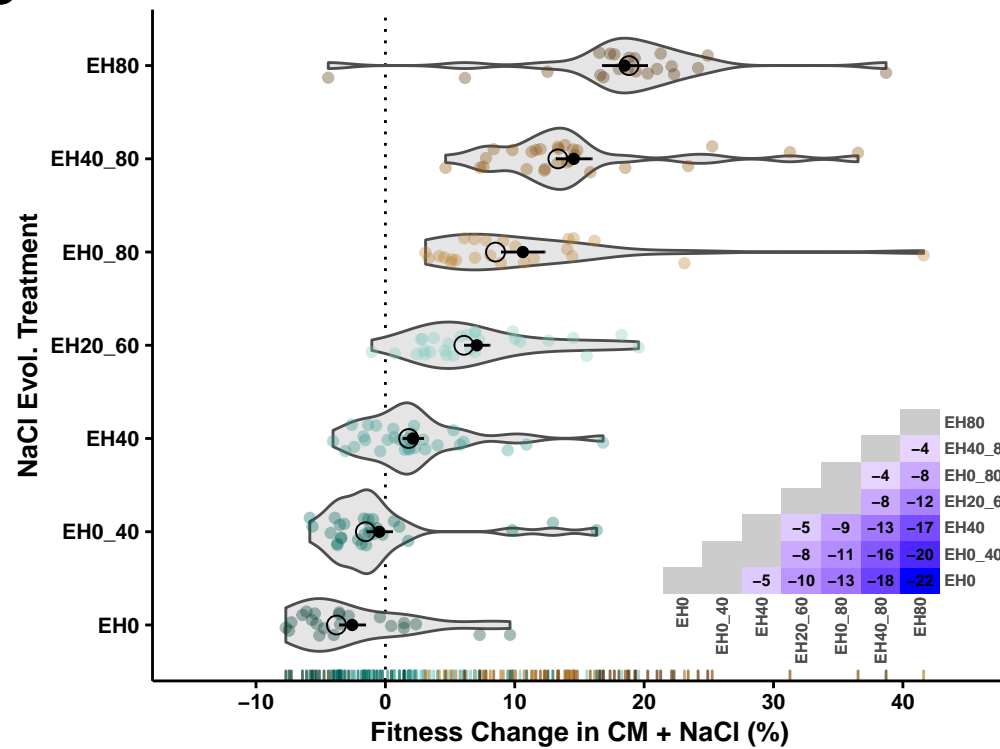 EH80
EH40_80
EH0_80
EH20_60
EH40
EH0_40
EH0
NaCl Evol. Treatment
−10 0 10 20 30 40
Fitness Change in CM + NaCl (%)
EH80
−4 EH40_8
−4 −8 EH0_80
−8 −12 EH20_6
−5 −9 −13 −17 EH40
−8 −11 −16 −20 EH0_40
−5 −10 −13 −18 −22 EH0
EH0 EH0_40 EH40 EH20_60 EH0_80 EH40_80 EH80